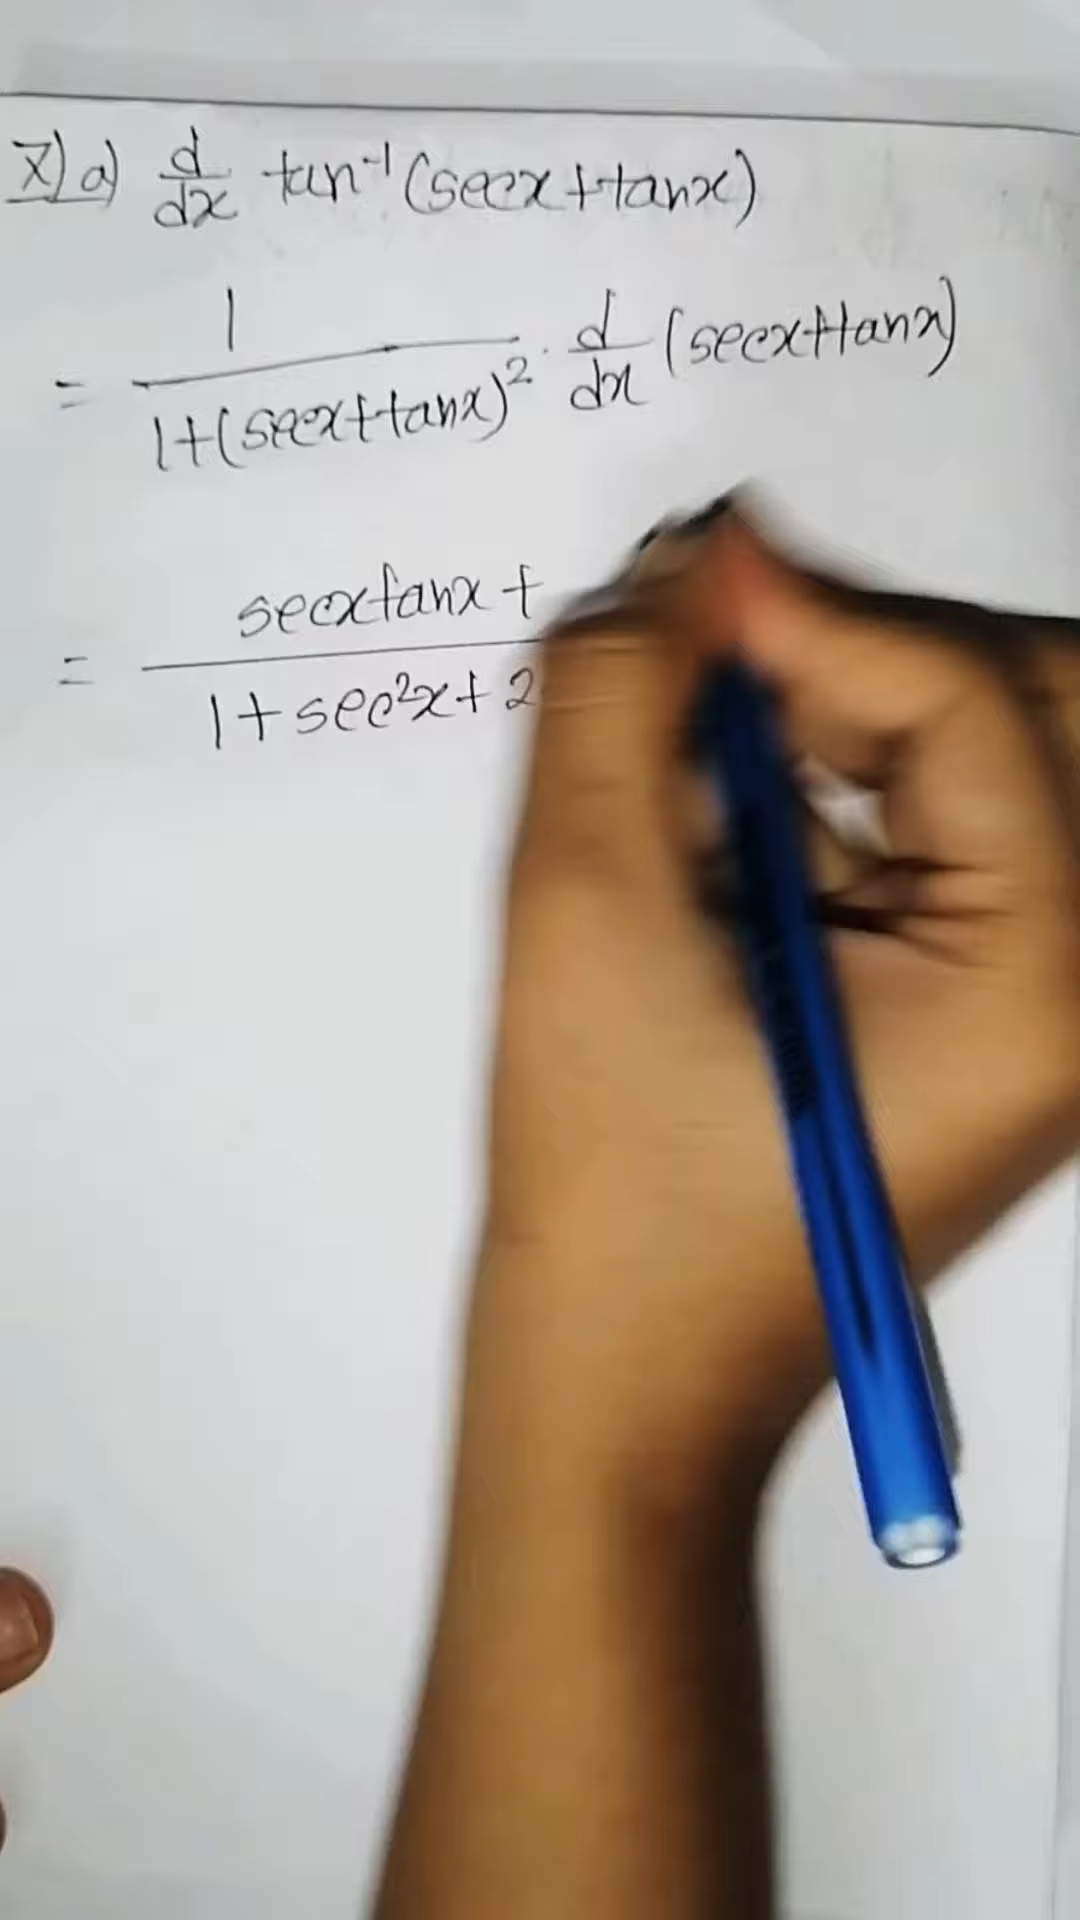 7) a) d/dx tan⁻¹(secx+tanx)
= 1/(1+(secx+tanx)²) · d/dx (secx+tanx)
= (secxtanx +)/(1+sec²x+2)